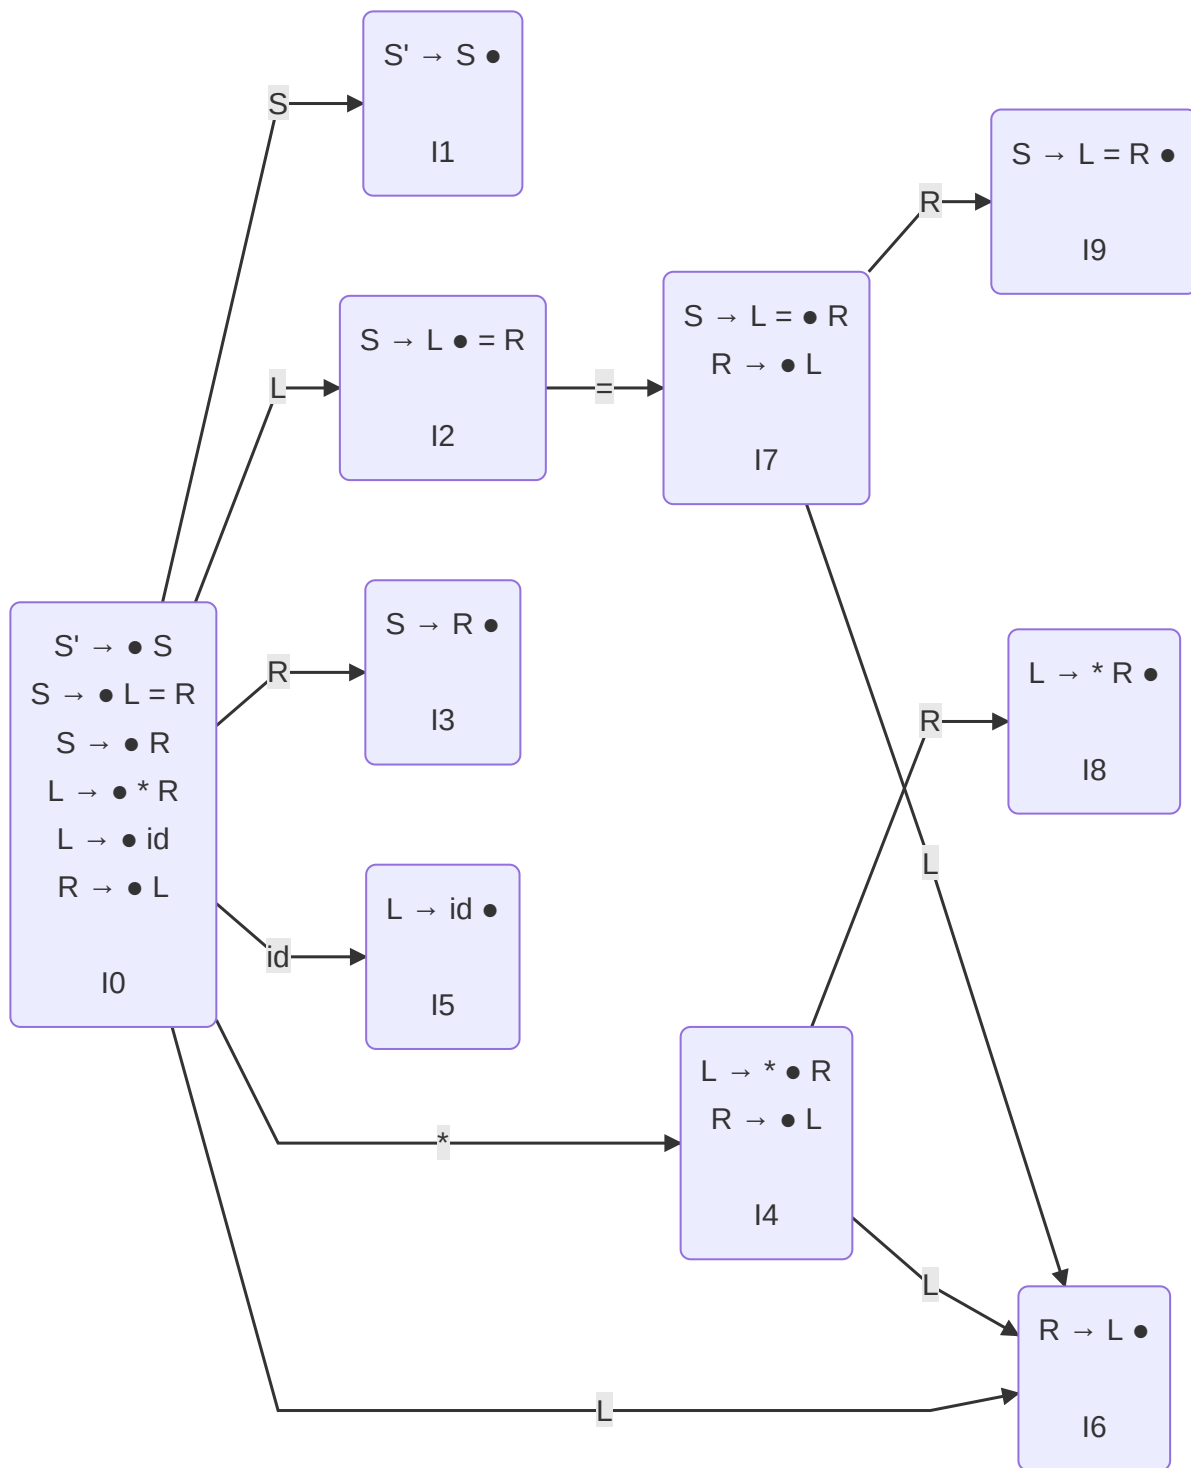 S' → S ●
I1
S
S → L = R ●
I9
R
S → L ● = R
I2
L
=
S → L = ● R
R → ● L
I7
S' → ● S
S → ● L = R
S → ● R
L → ● * R
L → ● id
R → ● L
I0
R
S → R ●
I3
R
L → * R ●
I8
L
id
L → id ●
I5
*
L → * ● R
R → ● L
I4
L
L
R → L ●
I6